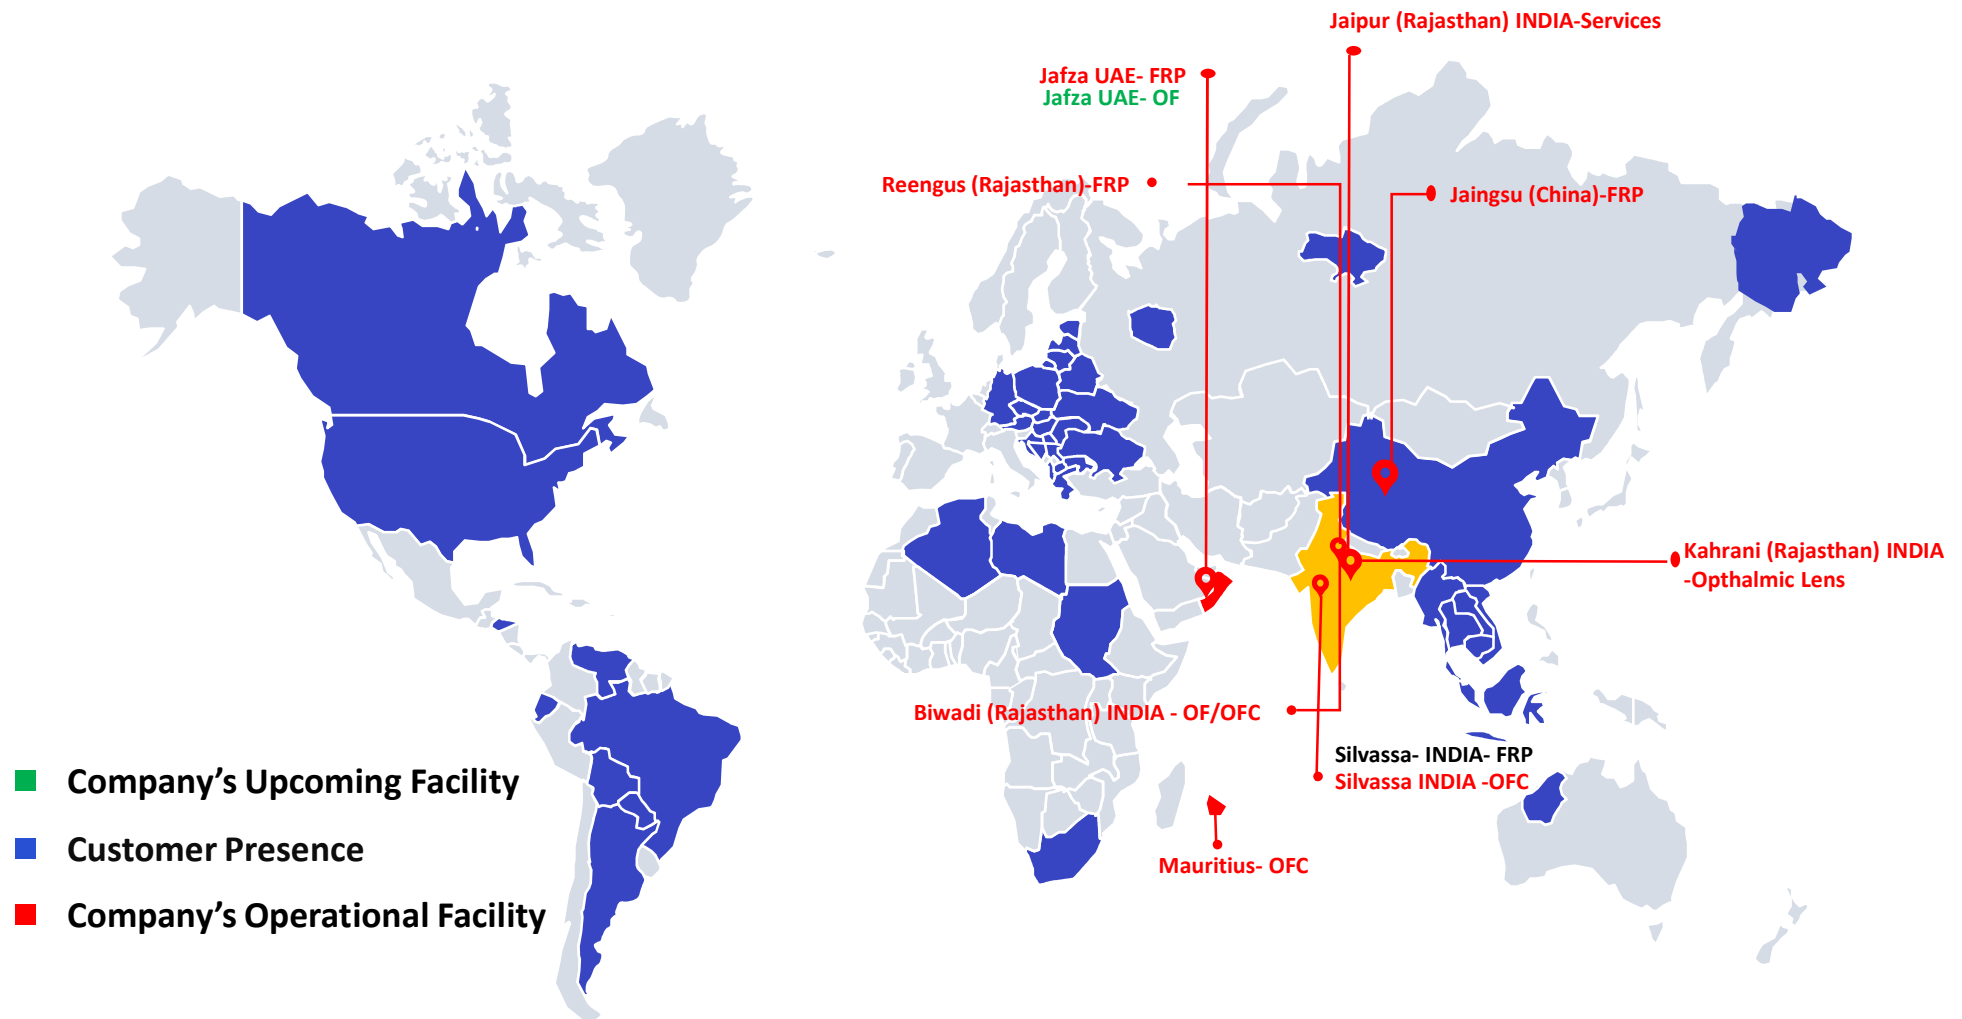 Jaipur (Rajasthan) INDIA-Services
Jafza UAE- FRP
Jafza UAE- OF
Reengus (Rajasthan)-FRP
Jaingsu (China)-FRP
Kahrani (Rajasthan) INDIA
-Opthalmic Lens
Biwadi (Rajasthan) INDIA - OF/OFC
Silvassa- INDIA- FRP
Silvassa INDIA -OFC
Mauritius- OFC
Company’s Upcoming Facility
Customer Presence
Company’s Operational Facility